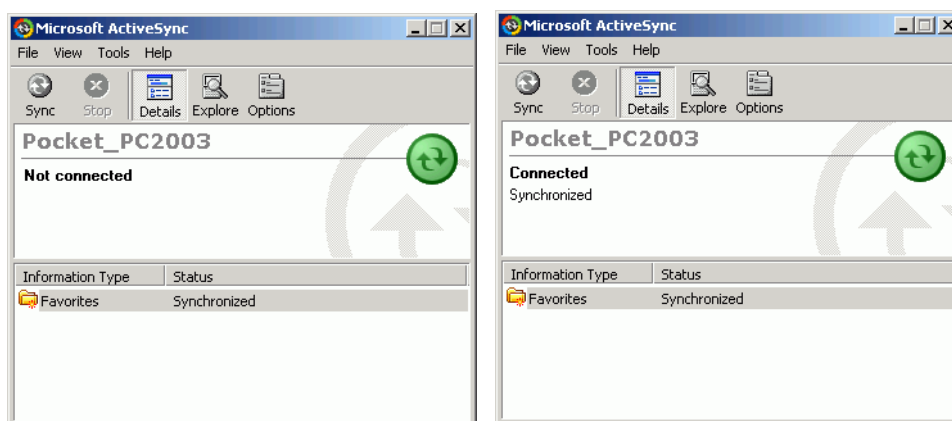 Microsoft ActiveSync
File View Tools Help
Sync Stop Details Explore Options
Pocket_PC2003
Not connected
Information Type Status
Favorites Synchronized
Microsoft ActiveSync
File View Tools Help
Sync Stop Details Explore Options
Pocket_PC2003
Connected
Synchronized
Information Type Status
Favorites Synchronized